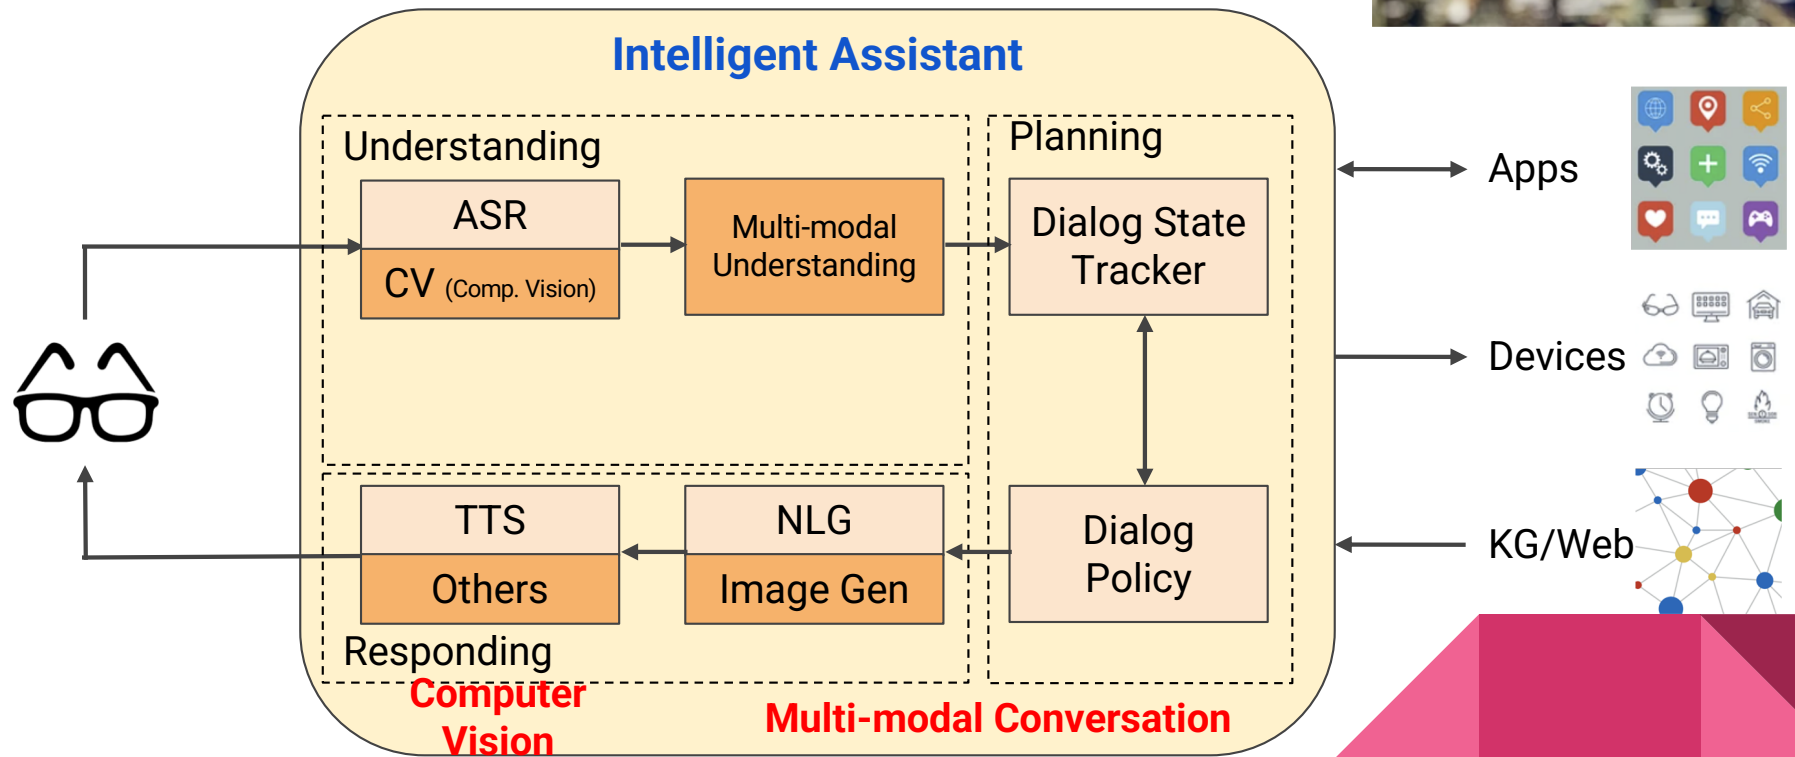 Intelligent Assistant
Understanding
Planning
ASR
CV (Comp. Vision)
Multi-modal
Understanding
Dialog State
Tracker
Apps
Devices
TTS
Others
NLG
Image Gen
Dialog
Policy
KG/Web
Responding
Computer
Vision
Multi-modal Conversation